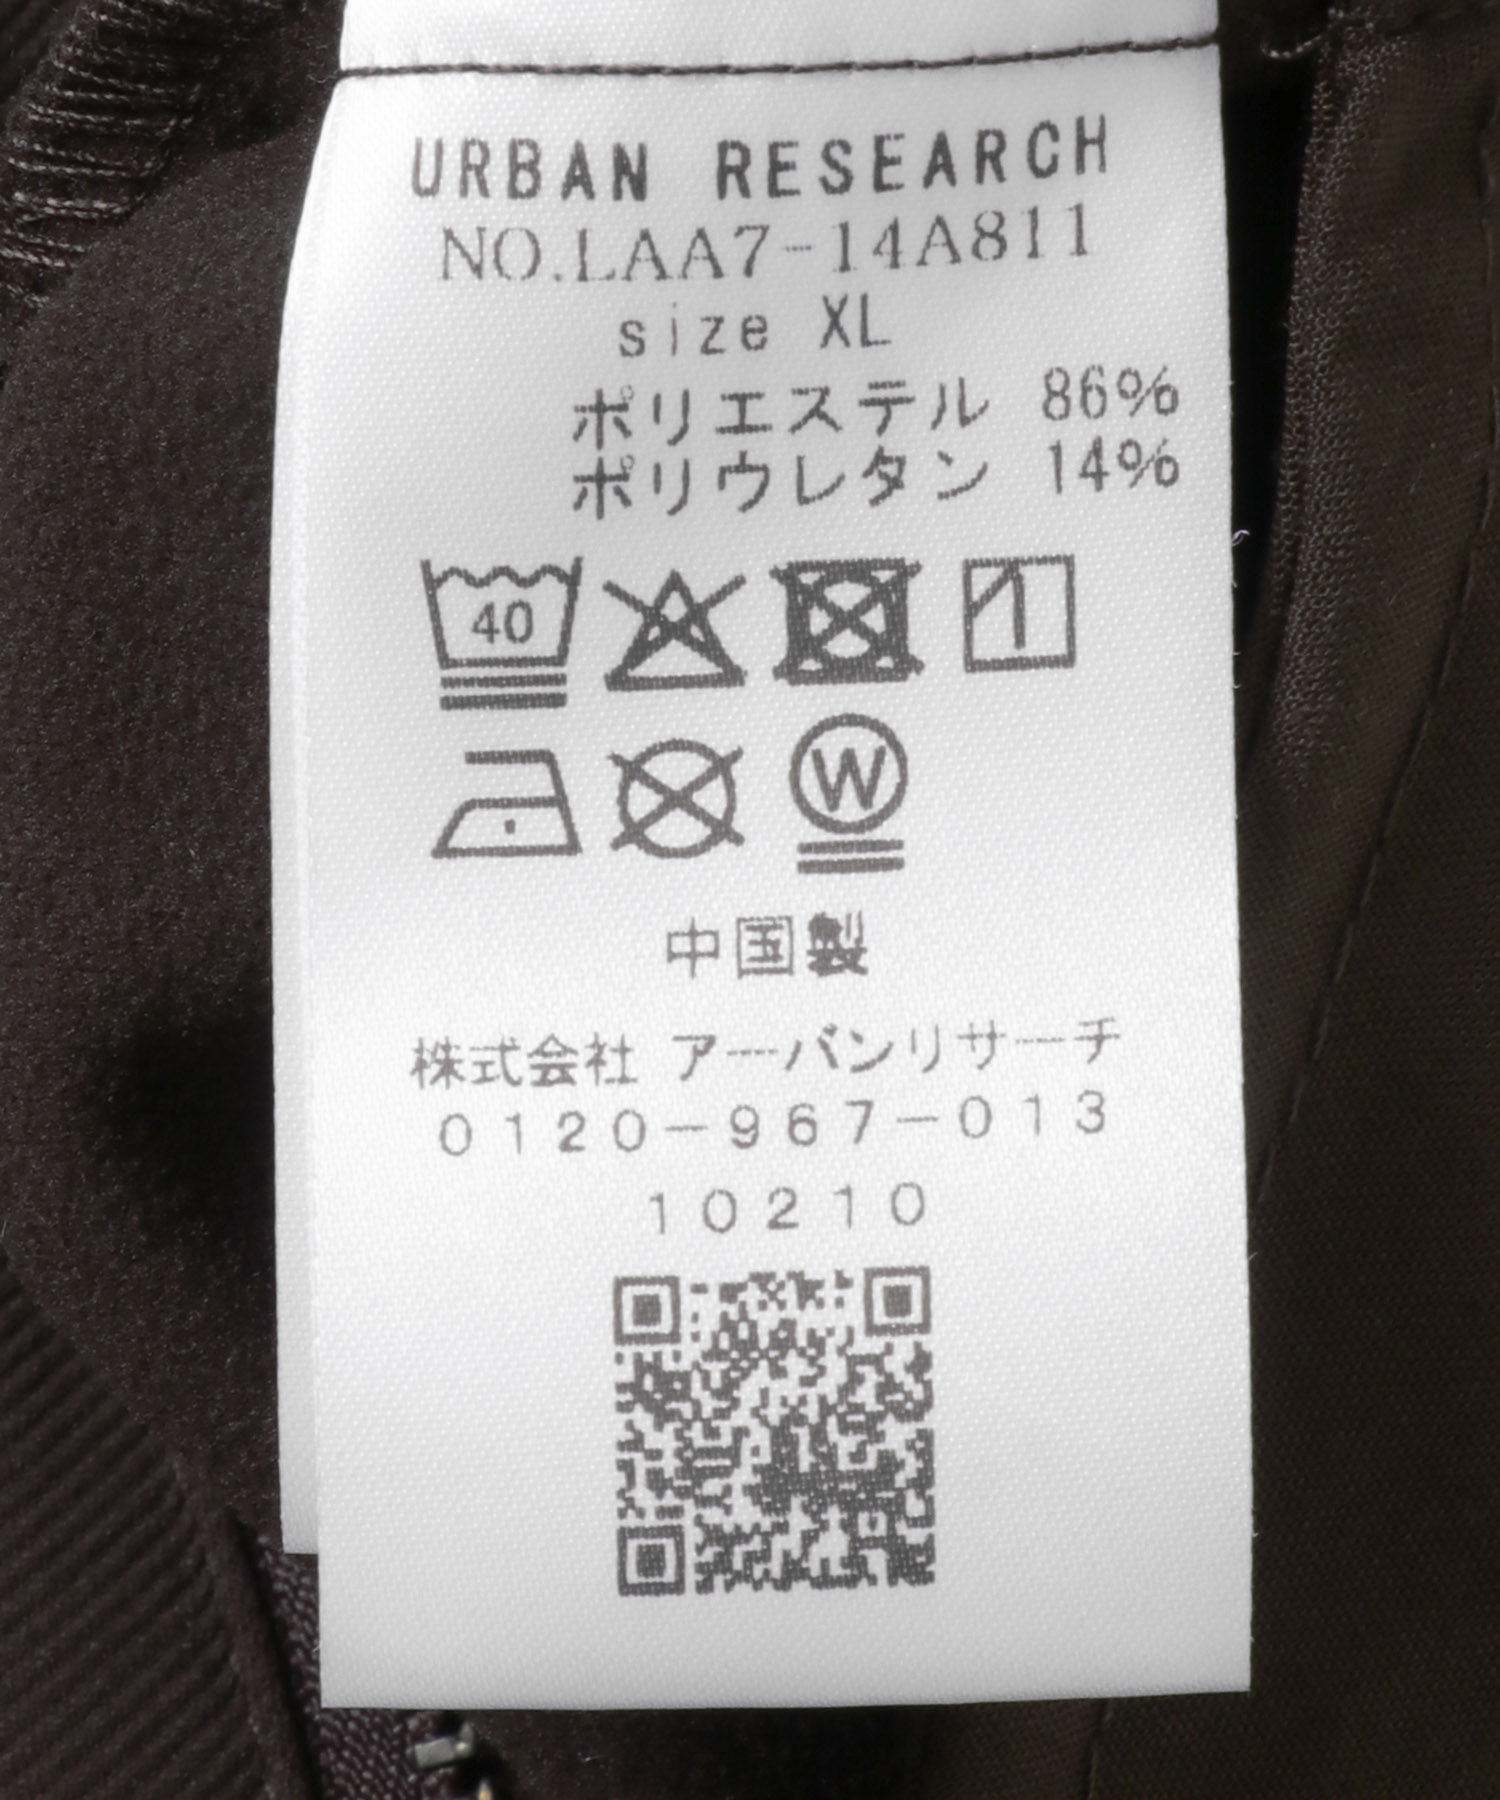 URBAN RESEARCH
NO.LAA7-14A811
size XL
ポリエステル 86%
ポリウレタン 14%
40
W
中国製
株式会社 アーバンリサーチ
0120-967-013
10210